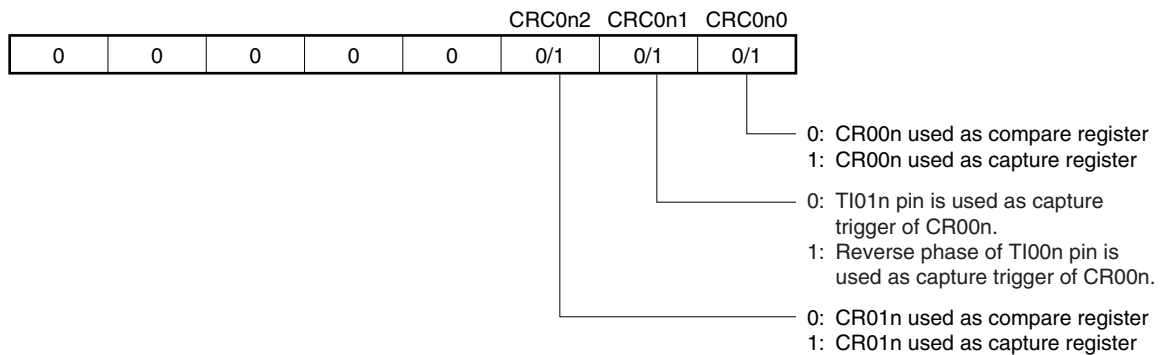 CRC0n2 CRC0n1 CRC0n0
0 0 0 0 0 0/1 0/1 0/1
0: CR00n used as compare register
1: CR00n used as capture register
0: TI01n pin is used as capture
trigger of CR00n.
1: Reverse phase of TI00n pin is
used as capture trigger of CR00n.
0: CR01n used as compare register
1: CR01n used as capture register